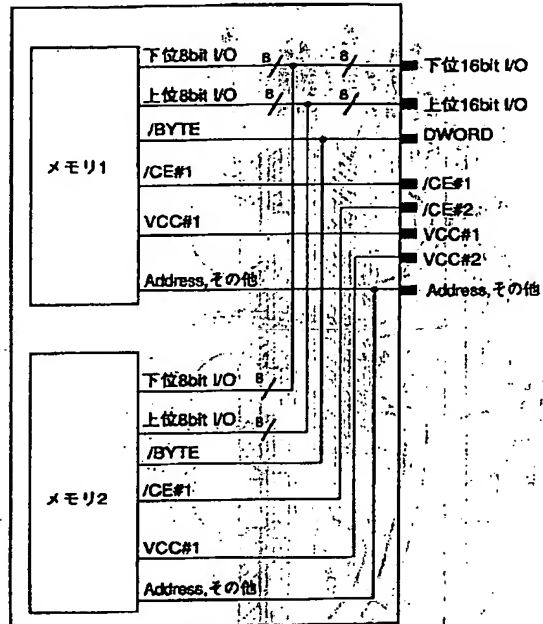 下位8bit I/O 8 8 下位16bit I/O
上位8bit I/O 8 8 上位16bit I/O
/BYTE DWORD
メモリ1
/CE#1 /CE#1
/CE#2
VCC#1 VCC#1
VCC#2
Address,その他 Address,その他
下位8bit I/O 8
上位8bit I/O 8
/BYTE
メモリ2
/CE#1
VCC#1
Address,その他